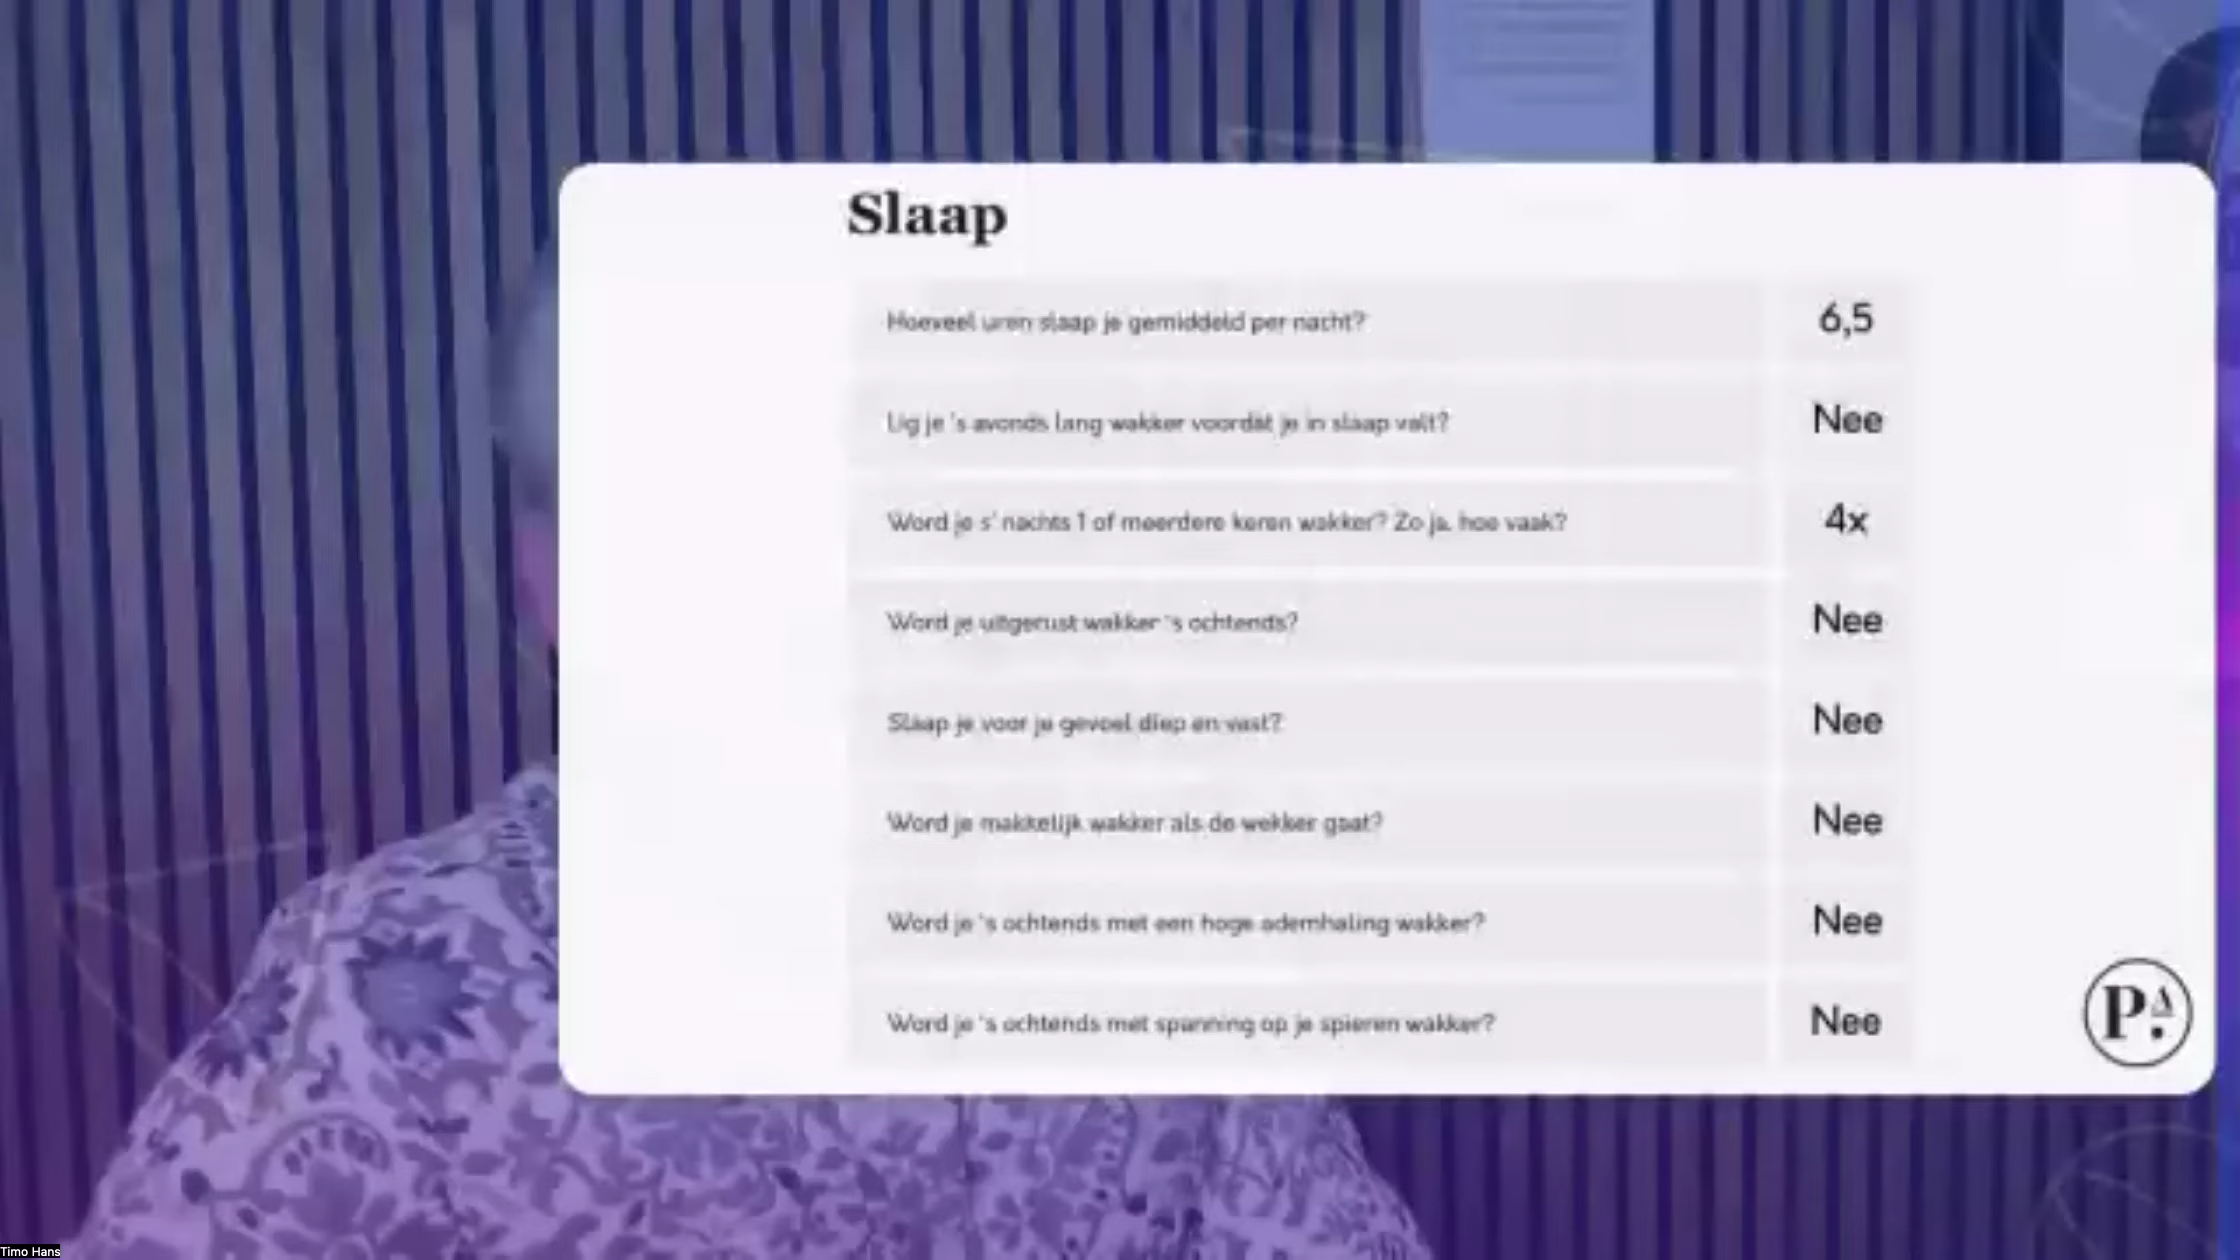 Slaap
Hoeveel uren slaap je gemiddeld per nacht? 6,5
Lig je 's avonds lang wakker voordat je in slaap valt? Nee
Word je s' nachts 1 of meerdere keren wakker? Zo ja, hoe vaak? 4x
Word je uitgerust wakker 's ochtends? Nee
Slaap je voor je gevoel diep en vast? Nee
Word je makkelijk wakker als de wekker gaat? Nee
Word je 's ochtends met een hoge ademhaling wakker? Nee
Word je 's ochtends met spanning op je spieren wakker? Nee
PA.
Timo Hans